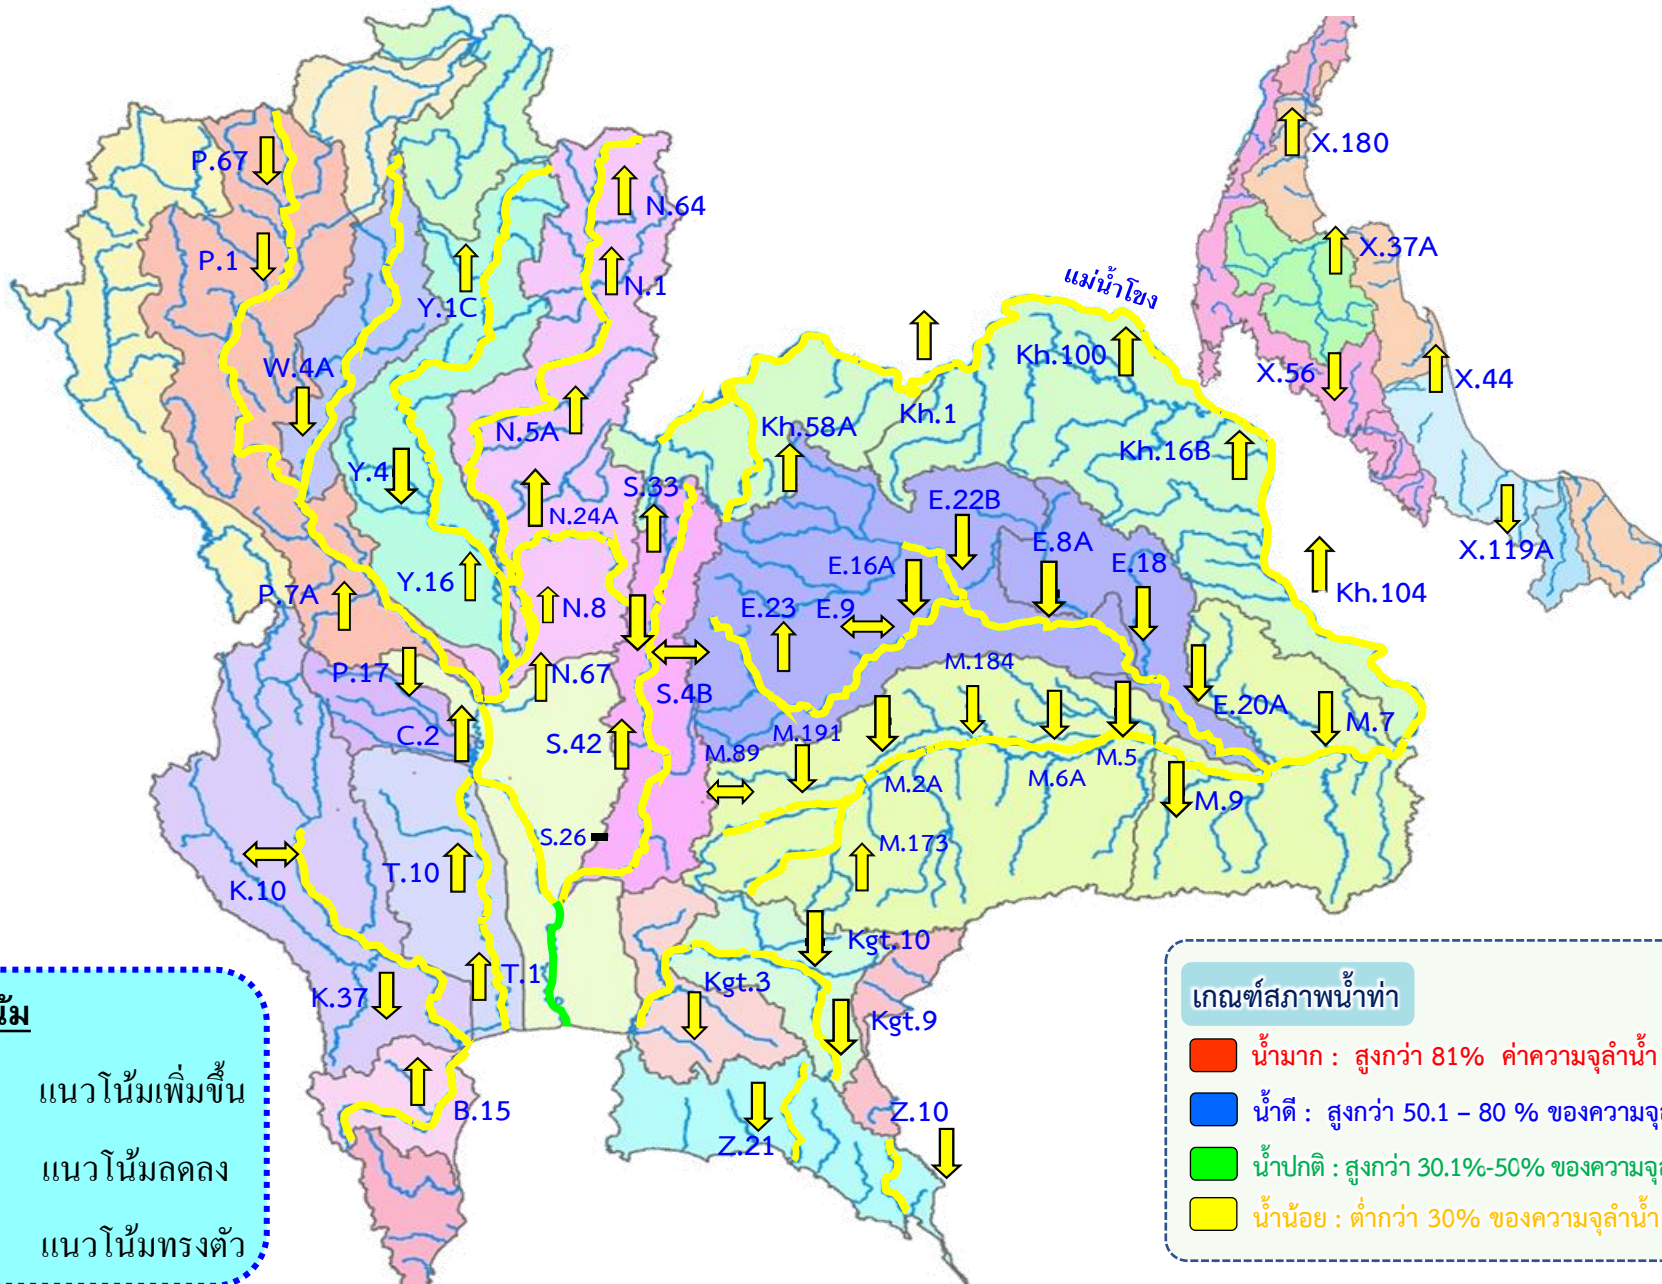 P.67
X.180
N.64
P.1
X.37A
แม่น้ำโขง
N.1
Y.1C
Kh.100
W.4A
X.56
X.44
Kh.1
N.5A
Kh.58A
Kh.16B
Y.4
S.33
E.22B
N.24A
E.8A
X.119A
E.16A
E.18
Y.16
P.7A
N.8
E.23
E.9
Kh.104
M.184
P.17
N.67
S.4B
E.20A
M.7
C.2
S.42
M.191
M.89
M.5
M.2A
M.6A
M.9
S.26
M.173
T.10
K.10
Kgt.10
T.1
Kgt.3
K.37
Kgt.9
B.15
Z.10
Z.21
แนวโน้มเพิ่มขึ้น
แนวโน้มลดลง
แนวโน้มทรงตัว
เกณฑ์สภาพน้ำท่า
น้ำมาก : สูงกว่า 81% ค่าความจุลำน้ำ
น้ำดี : สูงกว่า 50.1 – 80 % ของความจุ
น้ำปกติ : สูงกว่า 30.1%-50% ของความจุ
น้ำน้อย : ต่ำกว่า 30% ของความจุลำน้ำ